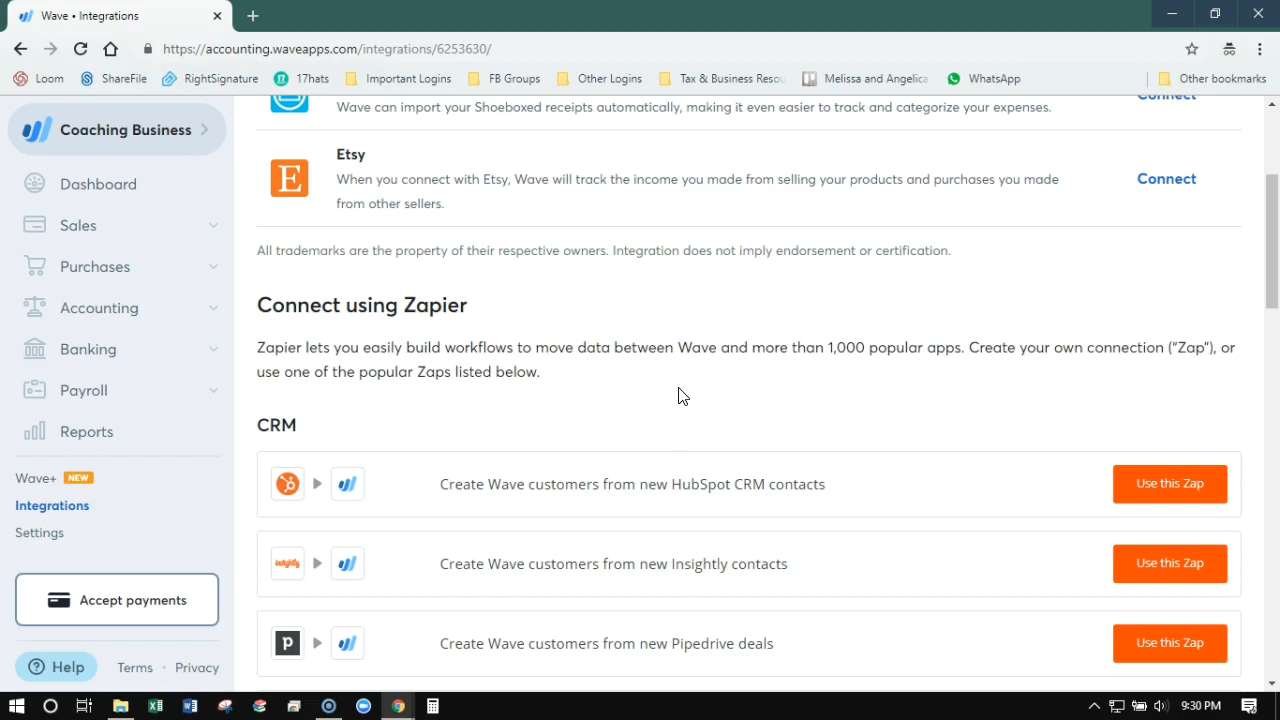 Wave • Integrations
https://accounting.waveapps.com/integrations/6253630/
Loom
ShareFile
RightSignature
17hats
Important Logins
FB Groups
Other Logins
Tax & Business Resou
Melissa and Angelica
WhatsApp
Other bookmarks
Coaching Business
Dashboard
Sales
Purchases
Accounting
Banking
Payroll
Reports
Wave+ NEW
Integrations
Settings
Accept payments
Help
Terms · Privacy
Wave can import your Shoeboxed receipts automatically, making it even easier to track and categorize your expenses.
Connect
Etsy
When you connect with Etsy, Wave will track the income you made from selling your products and purchases you made
from other sellers.
Connect
All trademarks are the property of their respective owners. Integration does not imply endorsement or certification.
Connect using Zapier
Zapier lets you easily build workflows to move data between Wave and more than 1,000 popular apps. Create your own connection (“Zap”), or
use one of the popular Zaps listed below.
CRM
Create Wave customers from new HubSpot CRM contacts
Use this Zap
insightly
Create Wave customers from new Insightly contacts
Use this Zap
Create Wave customers from new Pipedrive deals
Use this Zap
9:30 PM